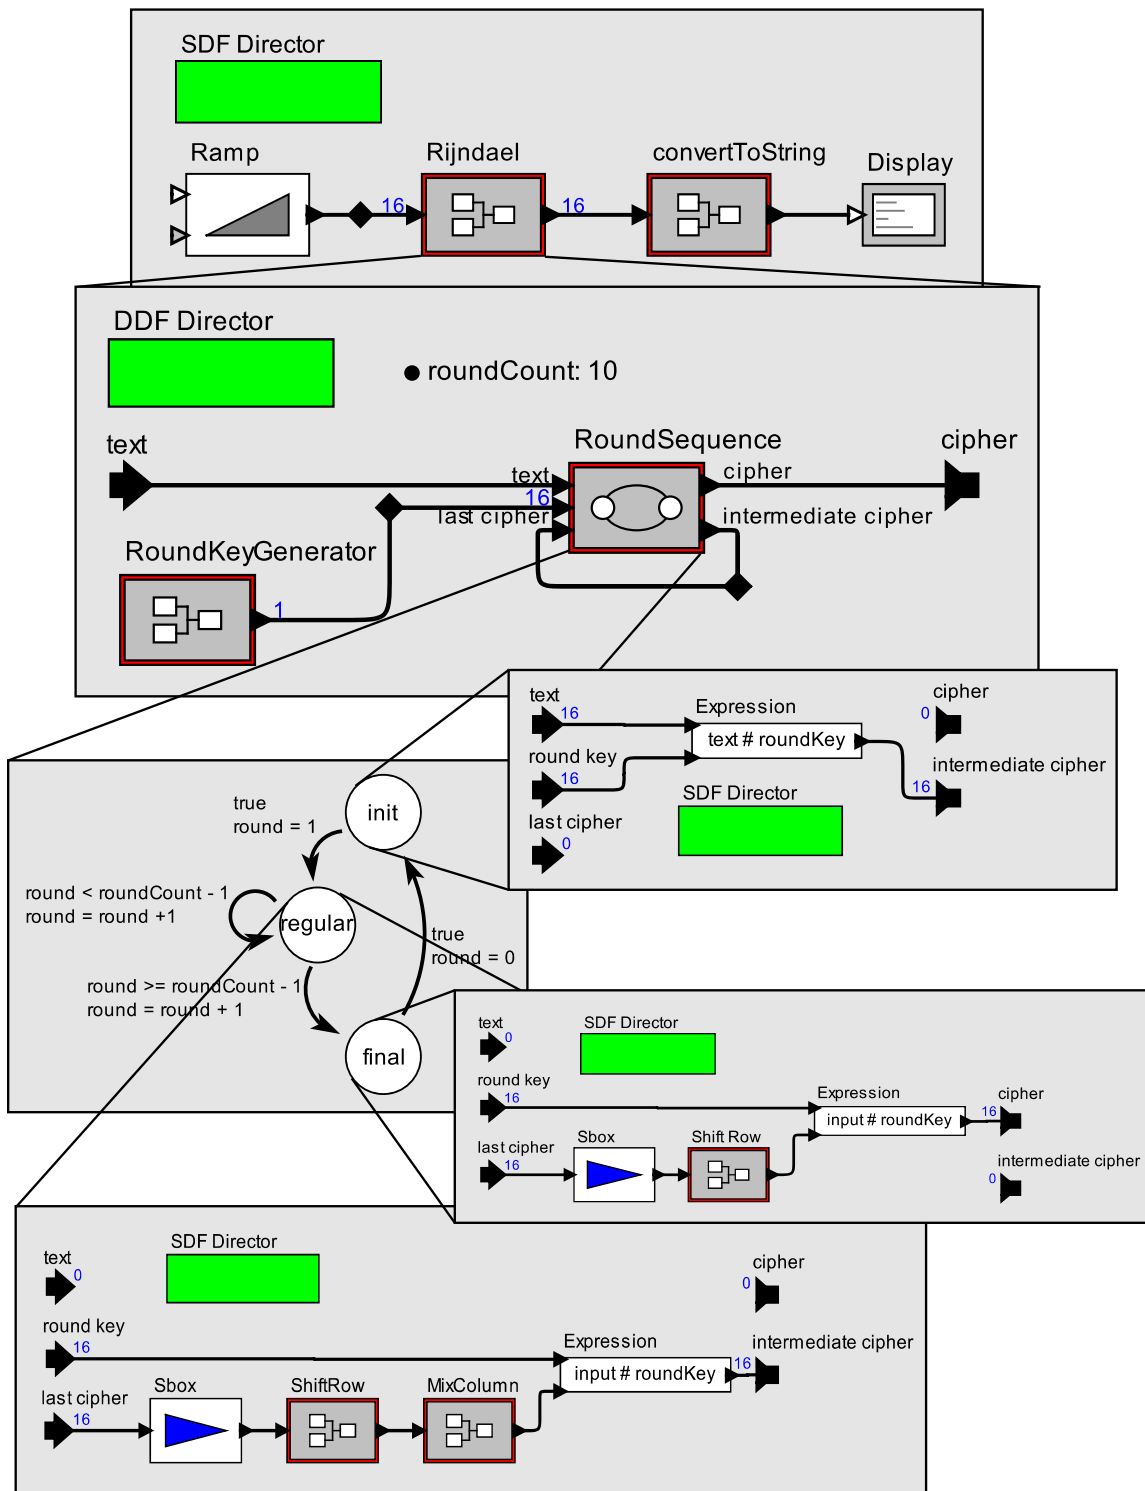 SDF Director
Ramp
Rijndael
convertToString
Display
16
16
DDF Director
roundCount: 10
text
RoundSequence
cipher
text
cipher
16
last cipher
intermediate cipher
RoundKeyGenerator
1
text
16
Expression
cipher
0
text # roundKey
round key
16
intermediate cipher
16
SDF Director
last cipher
0
true
round = 1
init
round < roundCount - 1
round = round +1
regular
true
round = 0
round >= roundCount - 1
round = round + 1
final
text
0
SDF Director
round key
16
Expression
cipher
16
input # roundKey
last cipher
16
Sbox
Shift Row
intermediate cipher
0
SDF Director
text
0
cipher
0
round key
16
Expression
intermediate cipher
16
input # roundKey
last cipher
16
Sbox
ShiftRow
MixColumn